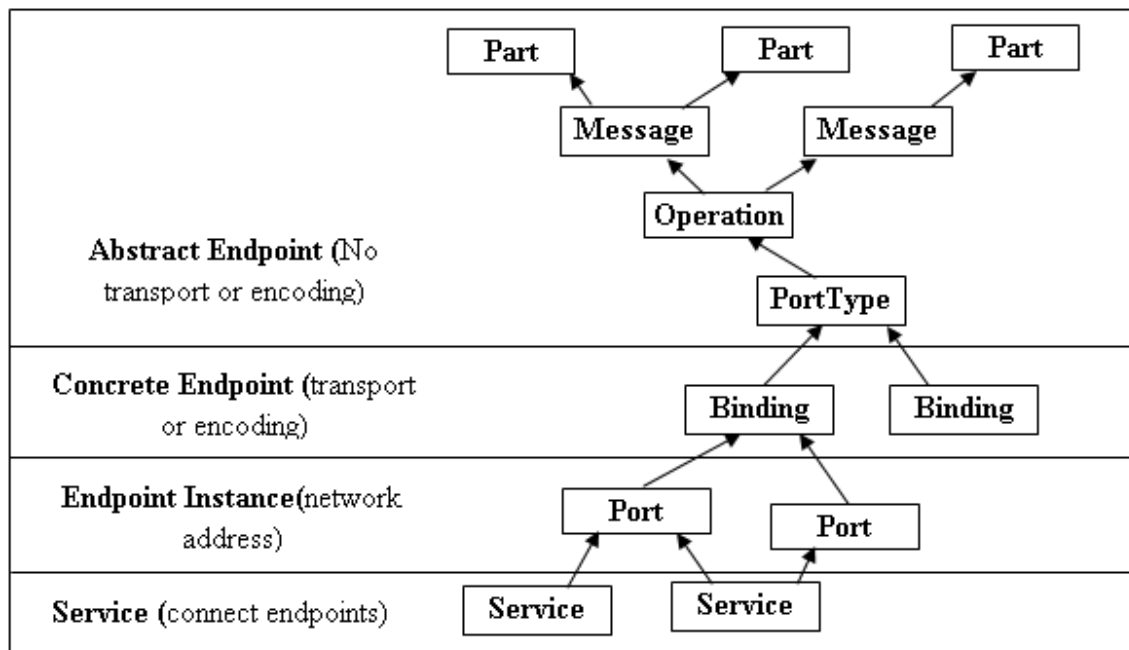 Part
Part
Part
Message
Message
Operation
Abstract Endpoint (No
transport or encoding)
PortType
Concrete Endpoint (transport
or encoding)
Binding
Binding
Endpoint Instance(network
address)
Port
Port
Service (connect endpoints)
Service
Service